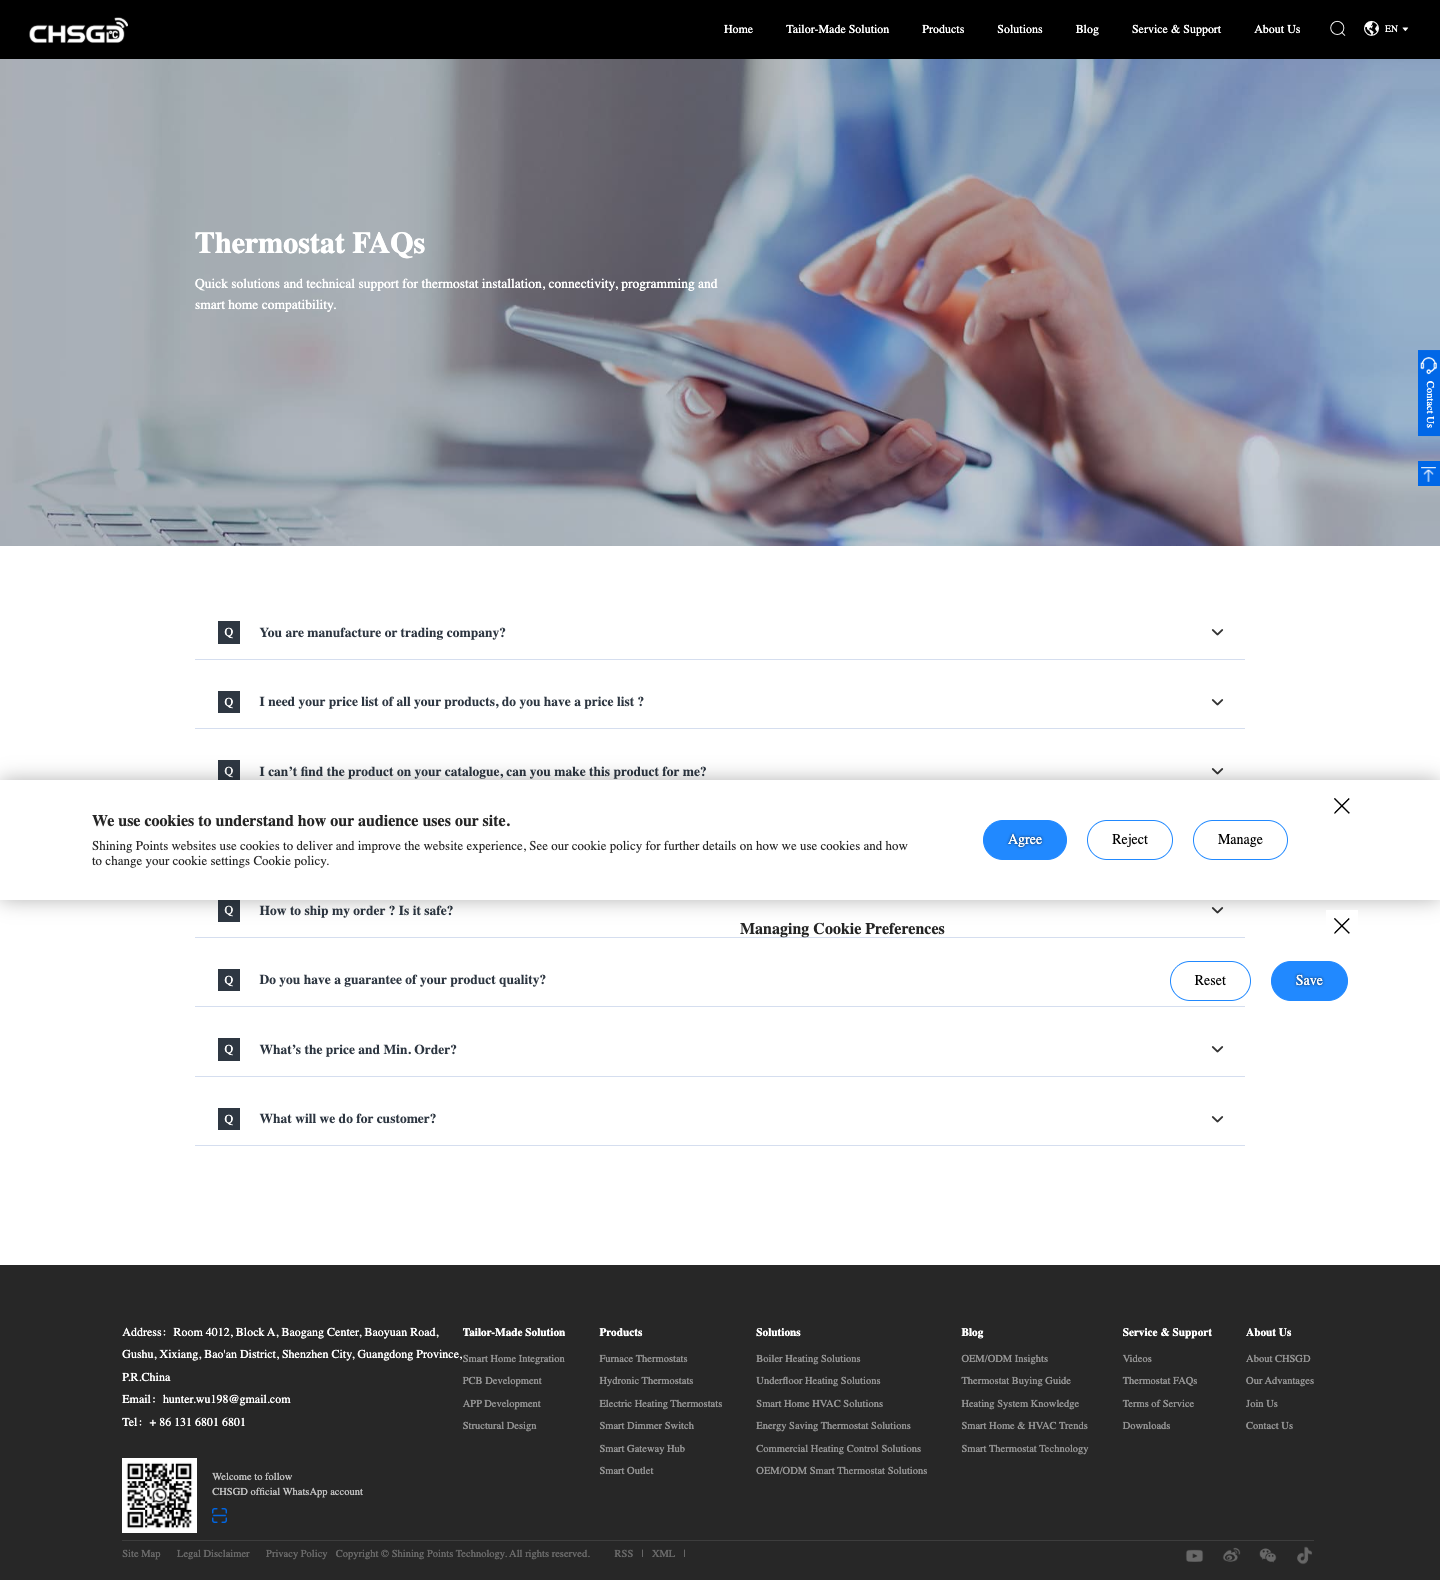 CHSGD
Home Tailor-Made Solution Products Solutions Blog Service & Support About Us EN
Thermostat FAQs
Quick solutions and technical support for thermostat installation, connectivity, programming and
smart home compatibility.
Contact Us
Q You are manufacture or trading company?
Q I need your price list of all your products, do you have a price list ?
Q I can’t find the product on your catalogue, can you make this product for me?
We use cookies to understand how our audience uses our site.
Shining Points websites use cookies to deliver and improve the website experience, See our cookie policy for further details on how we use cookies and how
to change your cookie settings Cookie policy.
Agree Reject Manage
Q How to ship my order ? Is it safe?
Managing Cookie Preferences
Q Do you have a guarantee of your product quality?
Reset Save
Q What’s the price and Min. Order?
Q What will we do for customer?
Address: Room 4012, Block A, Baogang Center, Baoyuan Road,
Gushu, Xixiang, Bao'an District, Shenzhen City, Guangdong Province,
P.R.China
Email: hunter.wu198@gmail.com
Tel: + 86 131 6801 6801
Welcome to follow
CHSGD official WhatsApp account
Tailor-Made Solution
Smart Home Integration
PCB Development
APP Development
Structural Design
Products
Furnace Thermostats
Hydronic Thermostats
Electric Heating Thermostats
Smart Dimmer Switch
Smart Gateway Hub
Smart Outlet
Solutions
Boiler Heating Solutions
Underfloor Heating Solutions
Smart Home HVAC Solutions
Energy Saving Thermostat Solutions
Commercial Heating Control Solutions
OEM/ODM Smart Thermostat Solutions
Blog
OEM/ODM Insights
Thermostat Buying Guide
Heating System Knowledge
Smart Home & HVAC Trends
Smart Thermostat Technology
Service & Support
Videos
Thermostat FAQs
Terms of Service
Downloads
About Us
About CHSGD
Our Advantages
Join Us
Contact Us
Site Map Legal Disclaimer Privacy Policy Copyright © Shining Points Technology. All rights reserved. RSS | XML |